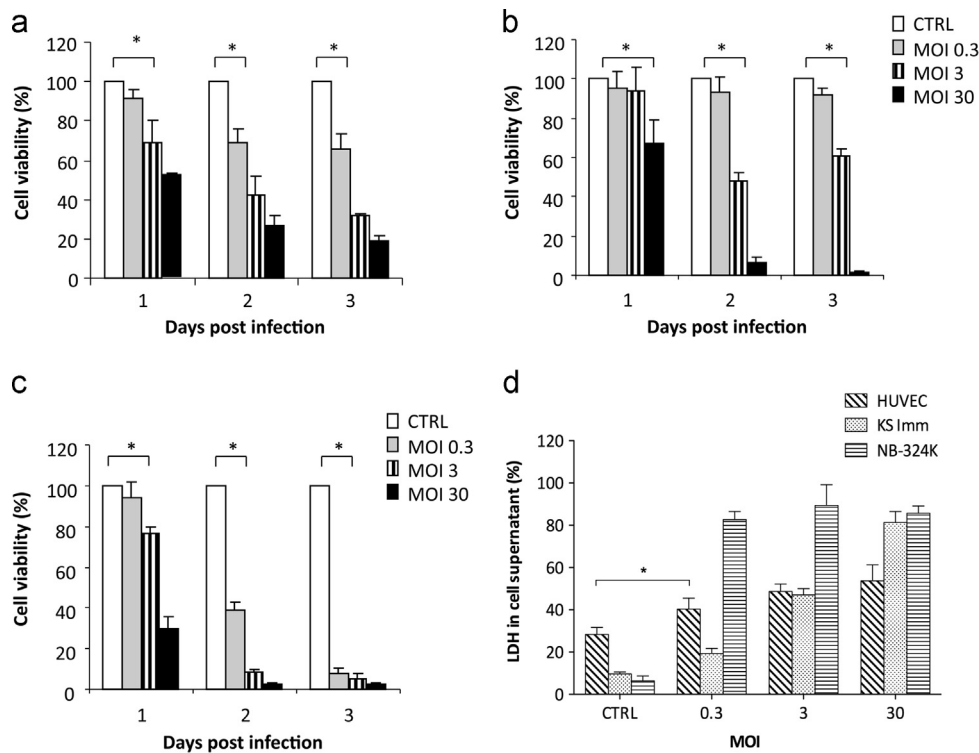 a
120
100
80
60
40
20
0
Cell viability (%)
* * *
1 2 3
Days post infection
b
120
100
80
60
40
20
0
Cell viability (%)
* * *
1 2 3
Days post infection
CTRL
MOI 0.3
MOI 3
MOI 30
c
120
100
80
60
40
20
0
Cell viability (%)
* * *
1 2 3
Days post infection
CTRL
MOI 0.3
MOI 3
MOI 30
d
HUVEC
KS Imm
NB-324K
120
100
80
60
40
20
0
LDH in cell supernatant (%)
*
CTRL 0.3 3 30
MOI